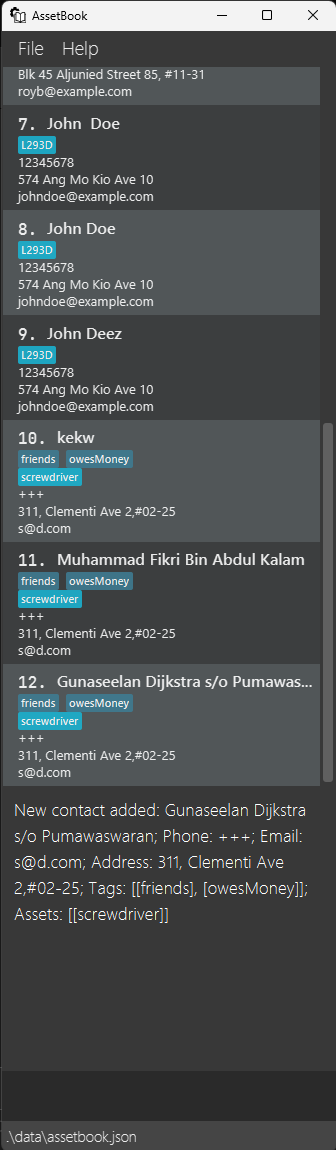 AssetBook
File Help
Blk 45 Aljunied Street 85, #11-31
royb@example.com
7. John  Doe
L293D
12345678
574 Ang Mo Kio Ave 10
johndoe@example.com
8. John Doe
L293D
12345678
574 Ang Mo Kio Ave 10
johndoe@example.com
9. John Deez
L293D
12345678
574 Ang Mo Kio Ave 10
johndoe@example.com
10. kekw
friends owesMoney
screwdriver
+++
311, Clementi Ave 2,#02-25
s@d.com
11. Muhammad Fikri Bin Abdul Kalam
friends owesMoney
screwdriver
+++
311, Clementi Ave 2,#02-25
s@d.com
12. Gunaseelan Dijkstra s/o Pumawas...
friends owesMoney
screwdriver
+++
311, Clementi Ave 2,#02-25
s@d.com
New contact added: Gunaseelan Dijkstra
s/o Pumawaswaran; Phone: +++; Email:
s@d.com; Address: 311, Clementi Ave
2,#02-25; Tags: [[friends], [owesMoney]];
Assets: [[screwdriver]]
.\data\assetbook.json